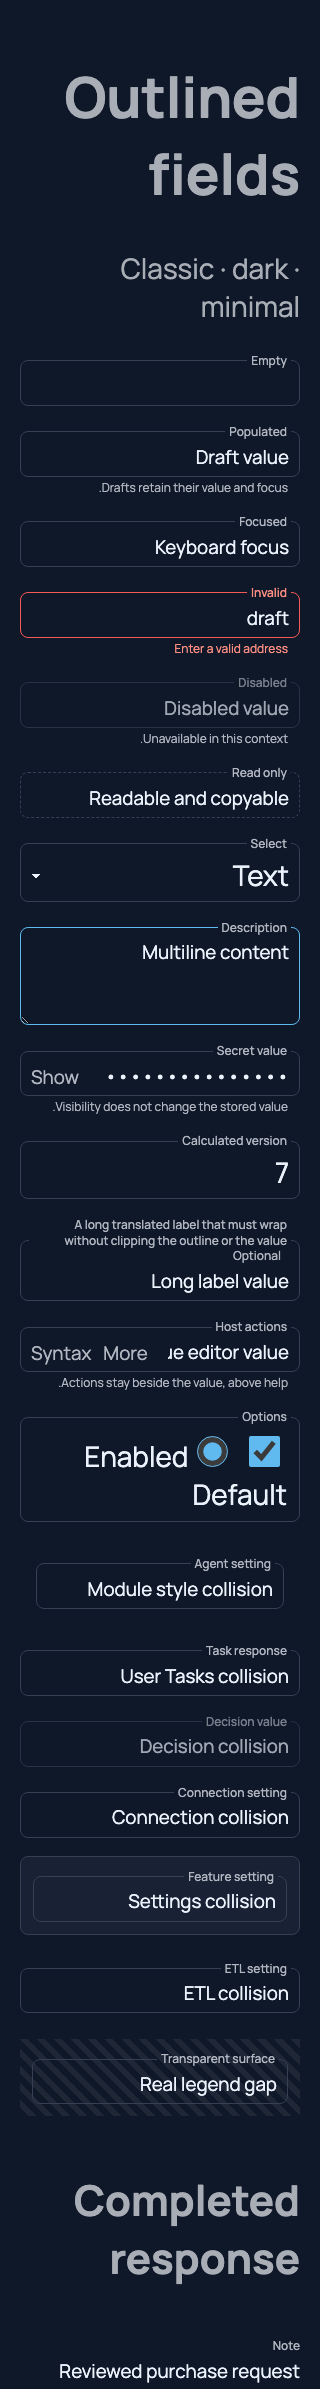 Outlined
fields
Classic · dark ·
minimal
Empty
Populated
Draft value
.Drafts retain their value and focus
Focused
Keyboard focus
Invalid
draft
Enter a valid address
Disabled
Disabled value
.Unavailable in this context
Read only
Readable and copyable
Select
Text
Description
Multiline content
Secret value
Show •••••••••••••••
.Visibility does not change the stored value
Calculated version
7
A long translated label that must wrap
without clipping the outline or the value
Optional
Long label value
Host actions
Syntax More editor value
.Actions stay beside the value, above help
Options
Enabled
Default
Agent setting
Module style collision
Task response
User Tasks collision
Decision value
Decision collision
Connection setting
Connection collision
Feature setting
Settings collision
ETL setting
ETL collision
Transparent surface
Real legend gap
Completed
response
Note
Reviewed purchase request